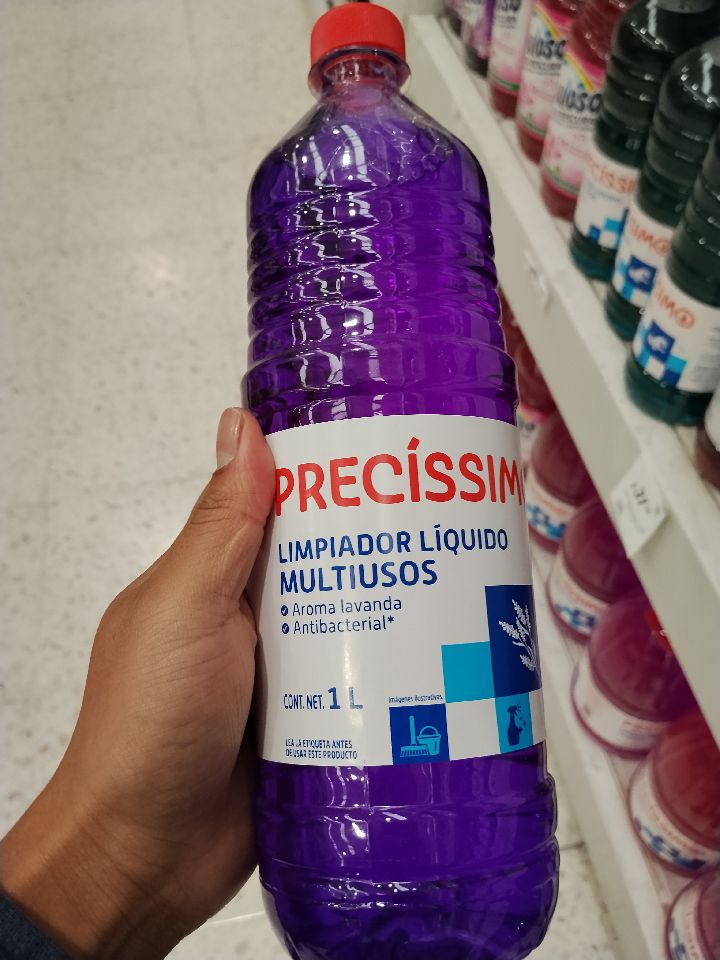 PRECÍSSIM
LIMPIADOR LÍQUIDO
MULTIUSOS
Aroma lavanda
Antibacterial*
CONT. NET. 1 L
Imágenes ilustrativas.
LEA LA ETIQUETA ANTES
DE USAR ESTE PRODUCTO